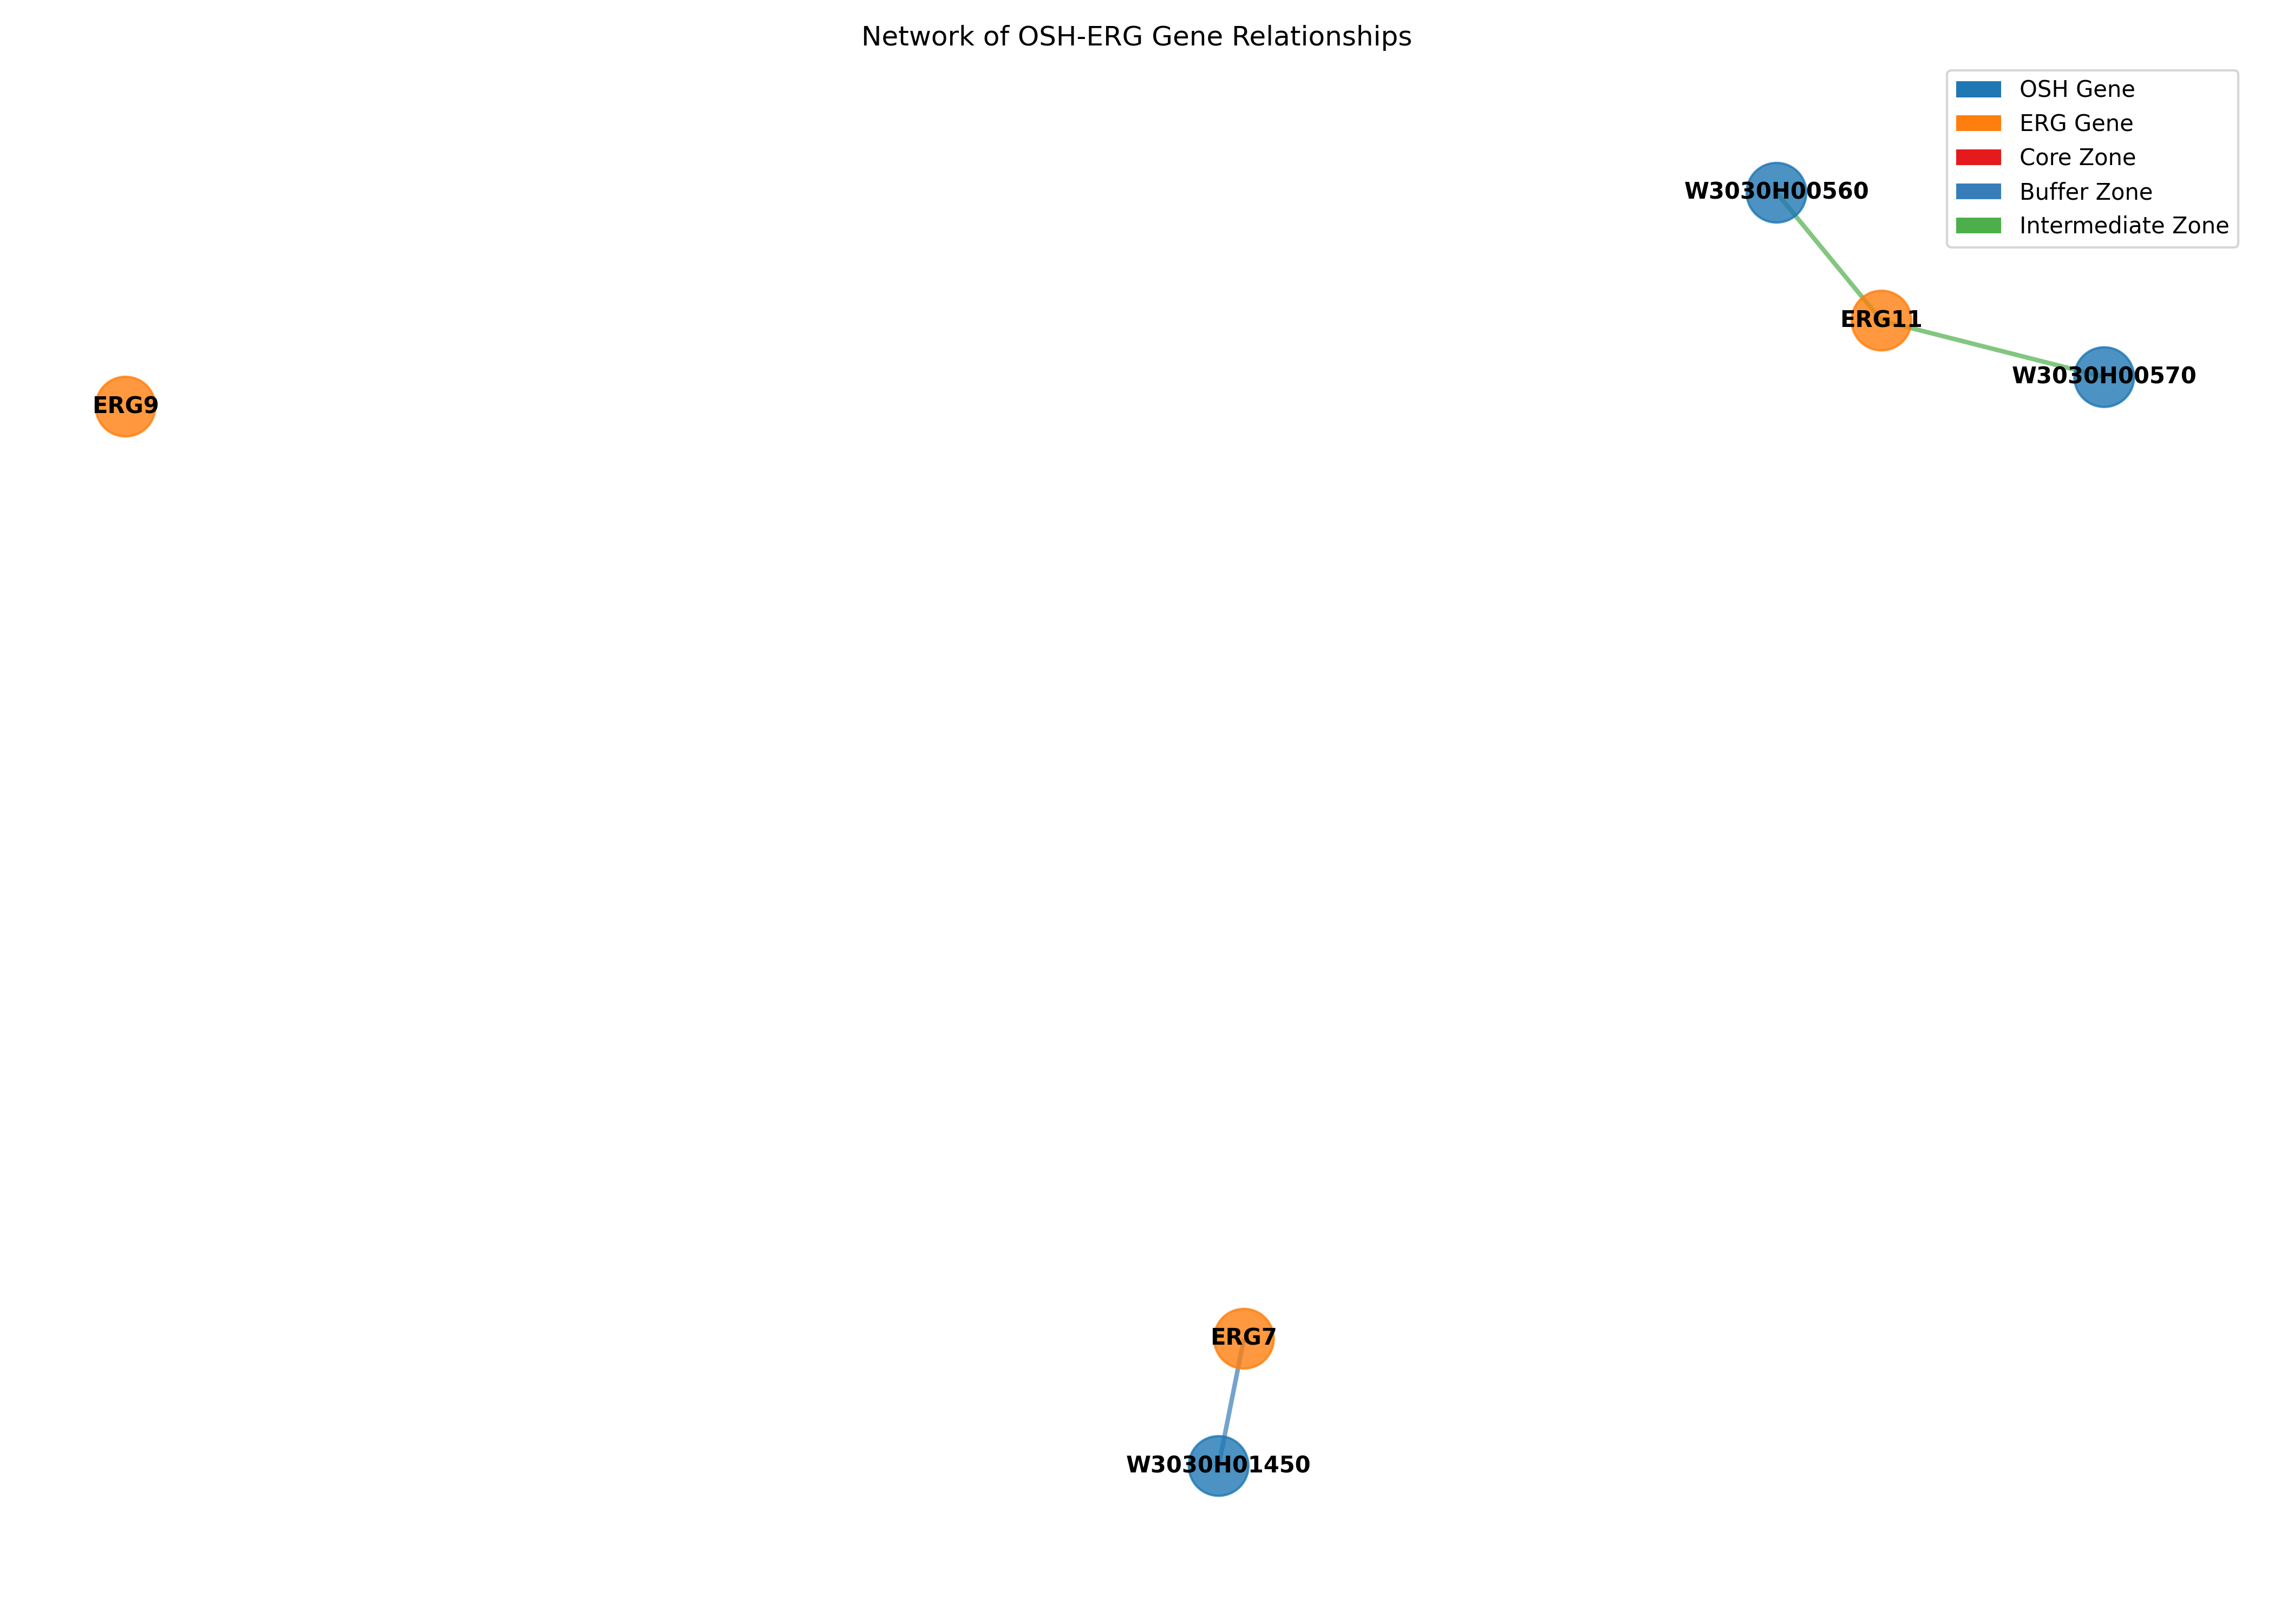 Network of OSH-ERG Gene Relationships
OSH Gene
ERG Gene
Core Zone
Buffer Zone
Intermediate Zone
W3030H00560
ERG11
W3030H00570
ERG9
ERG7
W3030H01450